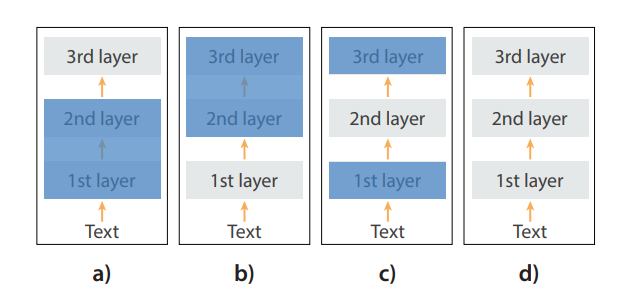 3rd layer
2nd layer
1st layer
Text
a)
3rd layer
2nd layer
1st layer
Text
b)
3rd layer
2nd layer
1st layer
Text
c)
3rd layer
2nd layer
1st layer
Text
d)